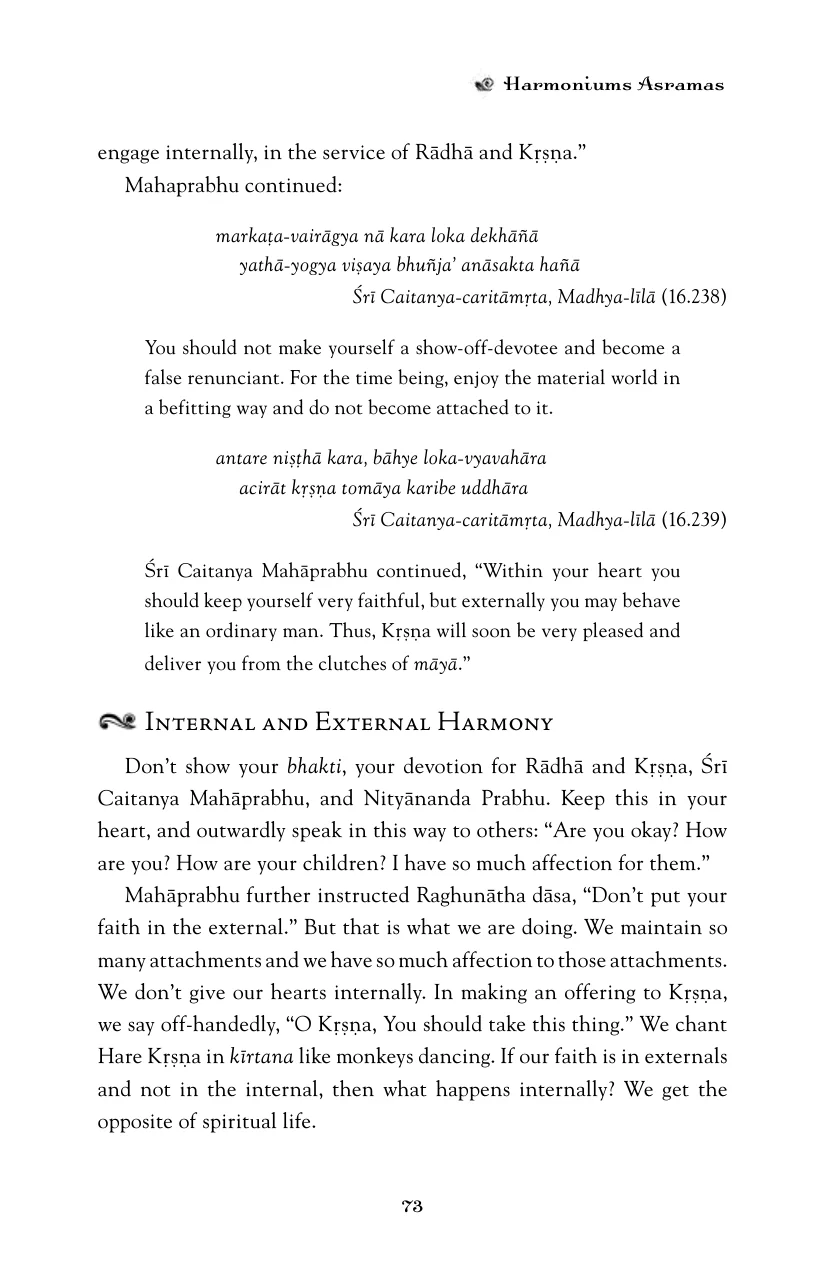 Harmoniums Asramas
engage internally, in the service of Rādhā and Kṛṣṇa.”
Mahaprabhu continued:
markaṭa-vairāgya nā kara loka dekhāñā
yathā-yogya viṣaya bhuñja’ anāsakta hañā
Śrī Caitanya-caritāmṛta, Madhya-līlā (16.238)
You should not make yourself a show-off-devotee and become a
false renunciant. For the time being, enjoy the material world in
a befitting way and do not become attached to it.
antare niṣṭhā kara, bāhye loka-vyavahāra
acirāt kṛṣṇa tomāya karibe uddhāra
Śrī Caitanya-caritāmṛta, Madhya-līlā (16.239)
Śrī Caitanya Mahāprabhu continued, “Within your heart you
should keep yourself very faithful, but externally you may behave
like an ordinary man. Thus, Kṛṣṇa will soon be very pleased and
deliver you from the clutches of māyā.”
Internal and External Harmony
Don’t show your bhakti, your devotion for Rādhā and Kṛṣṇa, Śrī
Caitanya Mahāprabhu, and Nityānanda Prabhu. Keep this in your
heart, and outwardly speak in this way to others: “Are you okay? How
are you? How are your children? I have so much affection for them.”
Mahāprabhu further instructed Raghunātha dāsa, “Don’t put your
faith in the external.” But that is what we are doing. We maintain so
many attachments and we have so much affection to those attachments.
We don’t give our hearts internally. In making an offering to Kṛṣṇa,
we say off-handedly, “O Kṛṣṇa, You should take this thing.” We chant
Hare Kṛṣṇa in kīrtana like monkeys dancing. If our faith is in externals
and not in the internal, then what happens internally? We get the
opposite of spiritual life.
73